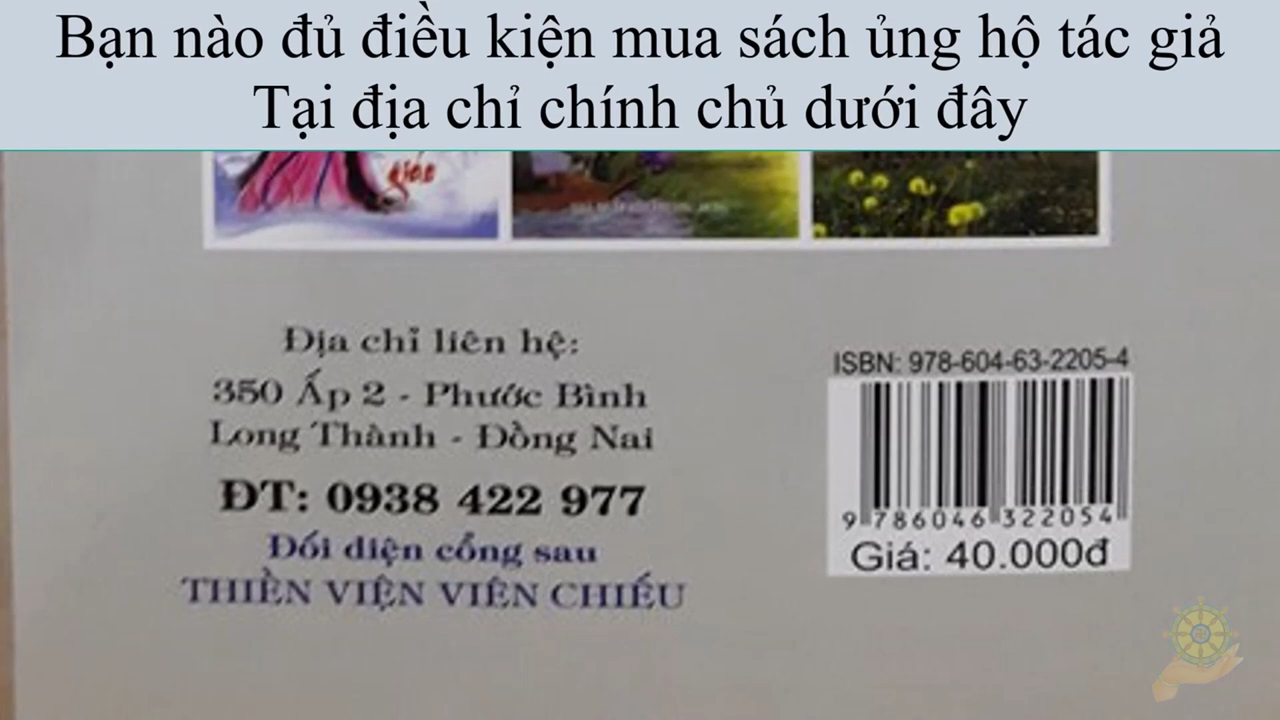 Bạn nào đủ điều kiện mua sách ủng hộ tác giả
Tại địa chỉ chính chủ dưới đây
giác
Địa chỉ liên hệ:
350 Ấp 2 - Phước Bình
Long Thành - Đồng Nai
ĐT: 0938 422 977
Đối diện cổng sau
THIỀN VIỆN VIÊN CHIẾU
ISBN: 978-604-63-2205-4
9 786046 322054
Giá: 40.000đ